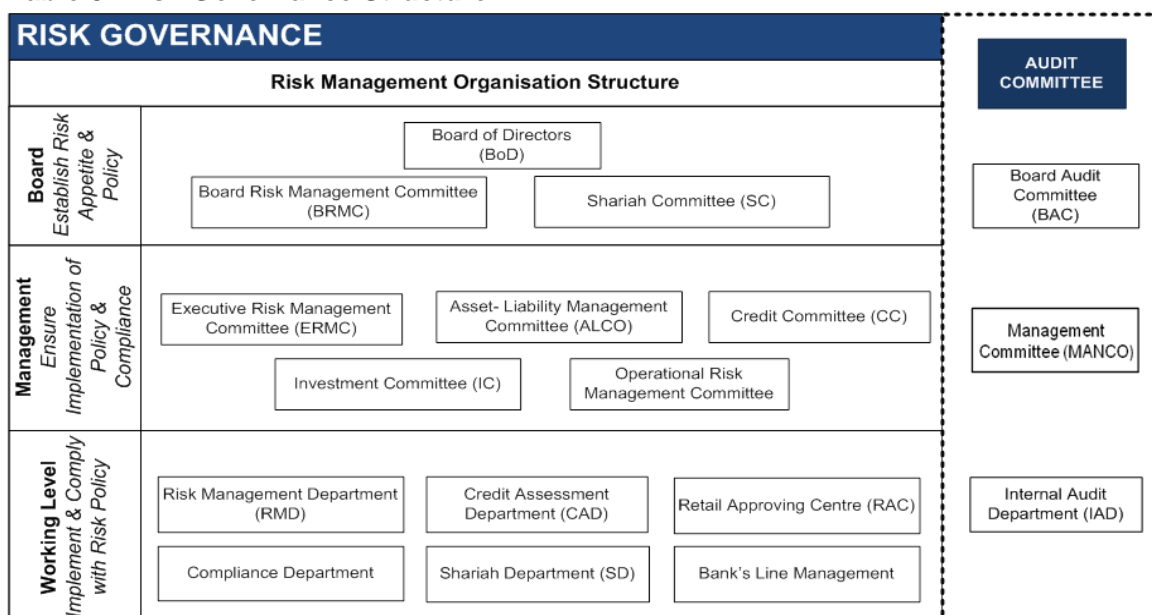 RISK GOVERNANCE
Risk Management Organisation Structure
Board
Establish Risk
Appetite &
Policy
Board of Directors
(BoD)
Board Risk Management Committee
(BRMC)
Shariah Committee (SC)
Management
Ensure
Implementation of
Policy &
Compliance
Executive Risk Management
Committee (ERMC)
Asset- Liability Management
Committee (ALCO)
Credit Committee (CC)
Investment Committee (IC)
Operational Risk
Management Committee
Working Level
Implement & Comply
with Risk Policy
Risk Management Department
(RMD)
Credit Assessment
Department (CAD)
Retail Approving Centre (RAC)
Compliance Department
Shariah Department (SD)
Bank's Line Management
AUDIT
COMMITTEE
Board Audit
Committee
(BAC)
Management
Committee (MANCO)
Internal Audit
Department (IAD)